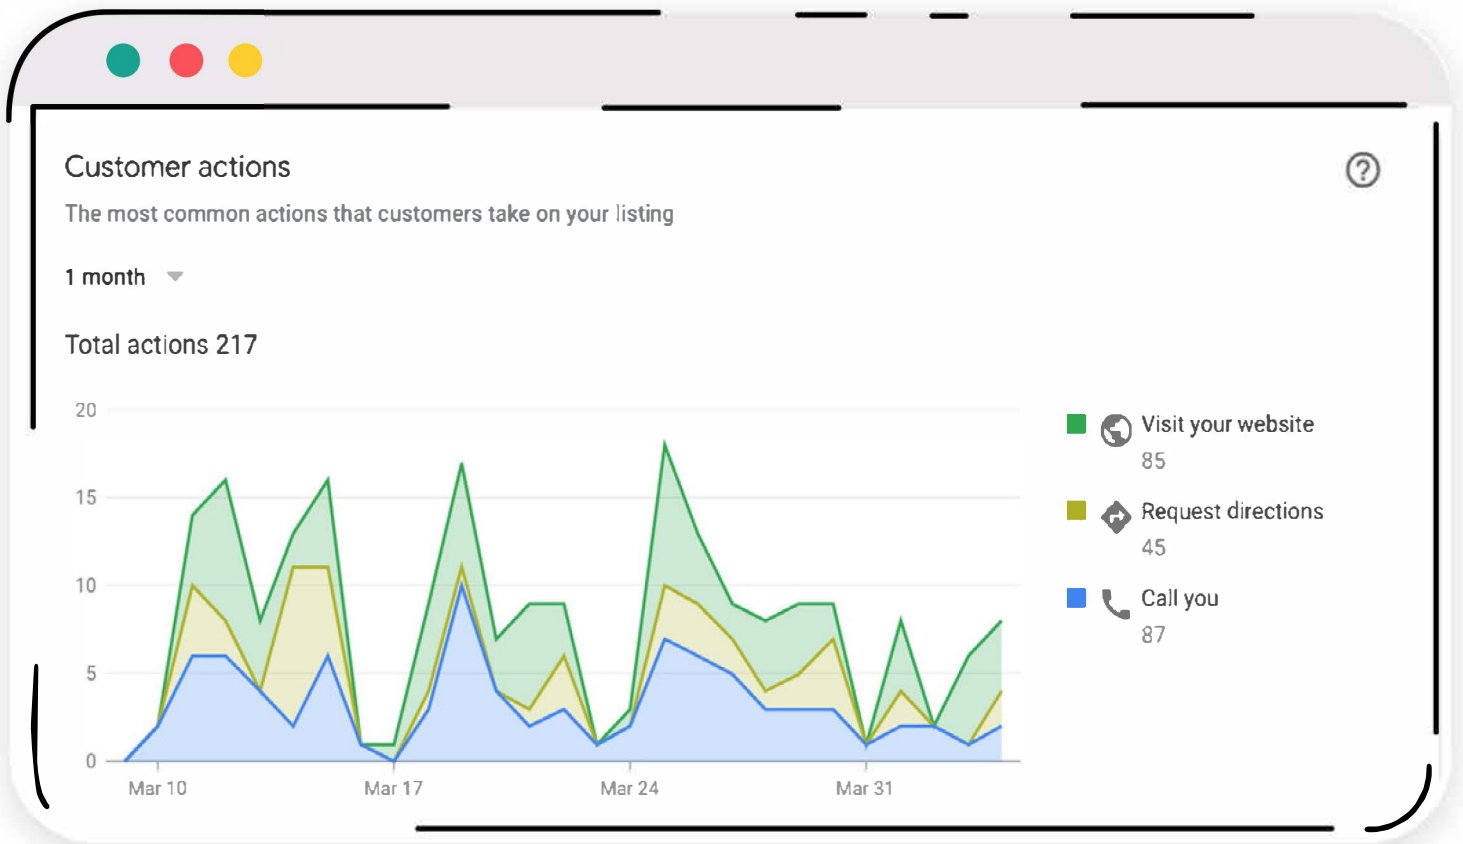 Customer actions
The most common actions that customers take on your listing
1 month
Total actions 217
20
15
10
5
0
Mar 10
Mar 17
Mar 24
Mar 31
Visit your website
85
Request directions
45
Call you
87